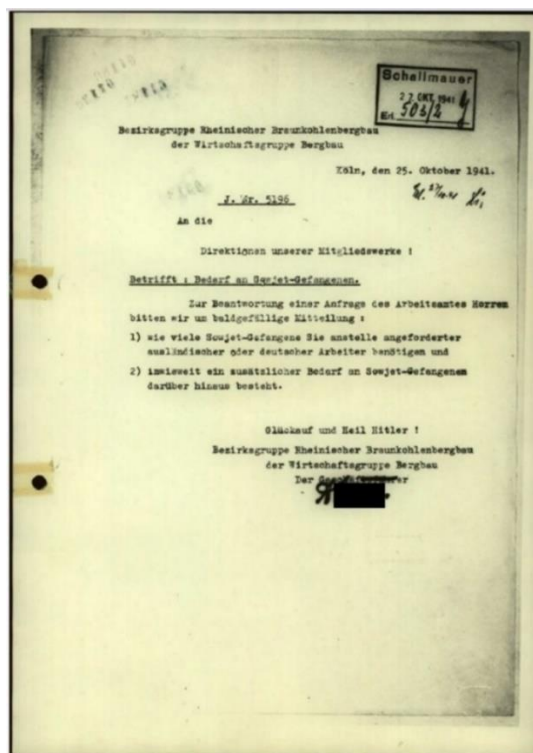 Schallmauer
27 OKT. 1941
Erl. 503/2
Bezirksgruppe Rheinischer Braunkohlenbergbau
der Wirtschaftsgruppe Bergbau
Köln, den 25. Oktober 1941.
J. Nr. 5196
An die
Direktionen unserer Mitgliedswerke !
Betrifft : Bedarf an Sowjet-Gefangenen.
Zur Beantwortung einer Anfrage des Arbeitsamtes Horrem
bitten wir um baldgefällige Mitteilung :
1) wie viele Sowjet-Gefangene Sie anstelle angeforderter
ausländischer oder deutscher Arbeiter benötigen und
2) inwieweit ein zusätzlicher Bedarf an Sowjet-Gefangenen
darüber hinaus besteht.
Glückauf und Heil Hitler !
Bezirksgruppe Rheinischer Braunkohlenbergbau
der Wirtschaftsgruppe Bergbau
Der Geschäftsführer